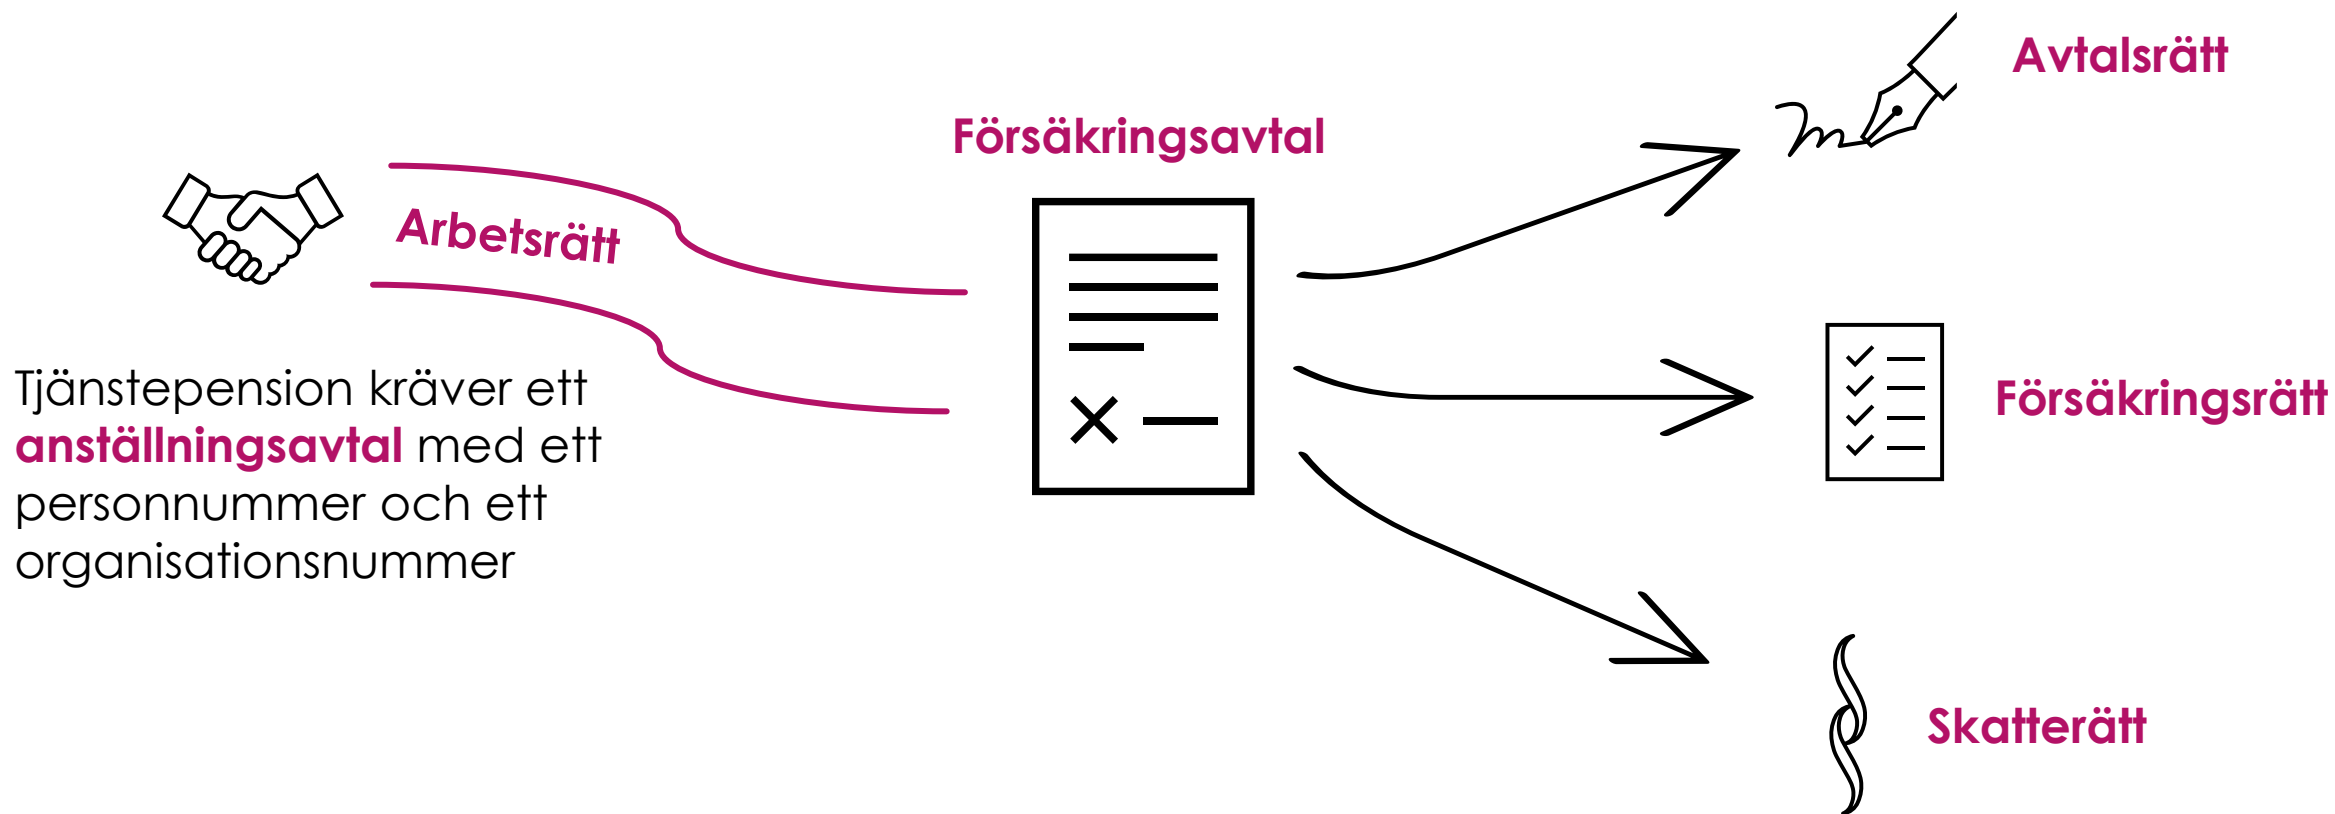 Avtalsrätt
Försäkringsavtal
Arbetsrätt
Tjänstepension kräver ett
anställningsavtal med ett
personnummer och ett
organisationsnummer
Försäkringsrätt
Skatterätt